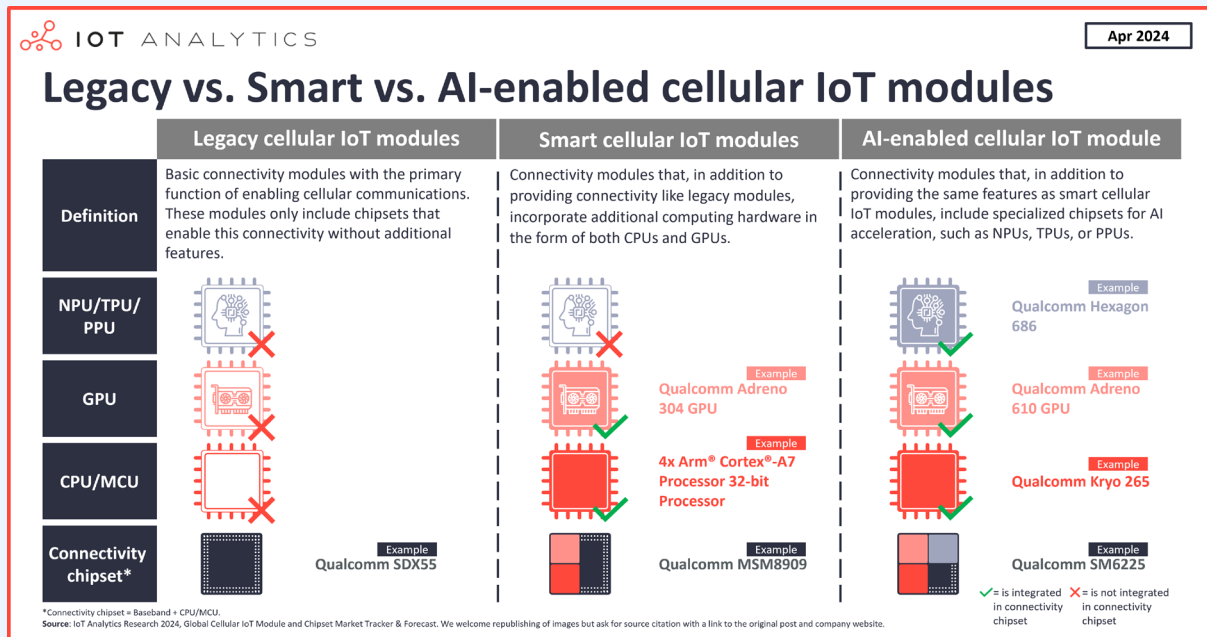 IOT ANALYTICS
Apr 2024
Legacy vs. Smart vs. AI-enabled cellular IoT modules
Legacy cellular IoT modules
Smart cellular IoT modules
AI-enabled cellular IoT module
Definition
Basic connectivity modules with the primary
function of enabling cellular communications.
These modules only include chipsets that
enable this connectivity without additional
features.
Connectivity modules that, in addition to
providing connectivity like legacy modules,
incorporate additional computing hardware in
the form of both CPUs and GPUs.
Connectivity modules that, in addition to
providing the same features as smart cellular
IoT modules, include specialized chipsets for AI
acceleration, such as NPUs, TPUs, or PPUs.
NPU/TPU/
PPU
Example
Qualcomm Hexagon
686
GPU
Example
Qualcomm Adreno
304 GPU
Example
Qualcomm Adreno
610 GPU
CPU/MCU
Example
4x Arm® Cortex®-A7
Processor 32-bit
Processor
Example
Qualcomm Kryo 265
Connectivity
chipset*
Example
Qualcomm SDX55
Example
Qualcomm MSM8909
Example
Qualcomm SM6225
= is integrated
in connectivity
chipset
= is not integrated
in connectivity
chipset
*Connectivity chipset = Baseband + CPU/MCU.
Source: IoT Analytics Research 2024, Global Cellular IoT Module and Chipset Market Tracker & Forecast. We welcome republishing of images but ask for source citation with a link to the original post and company website.